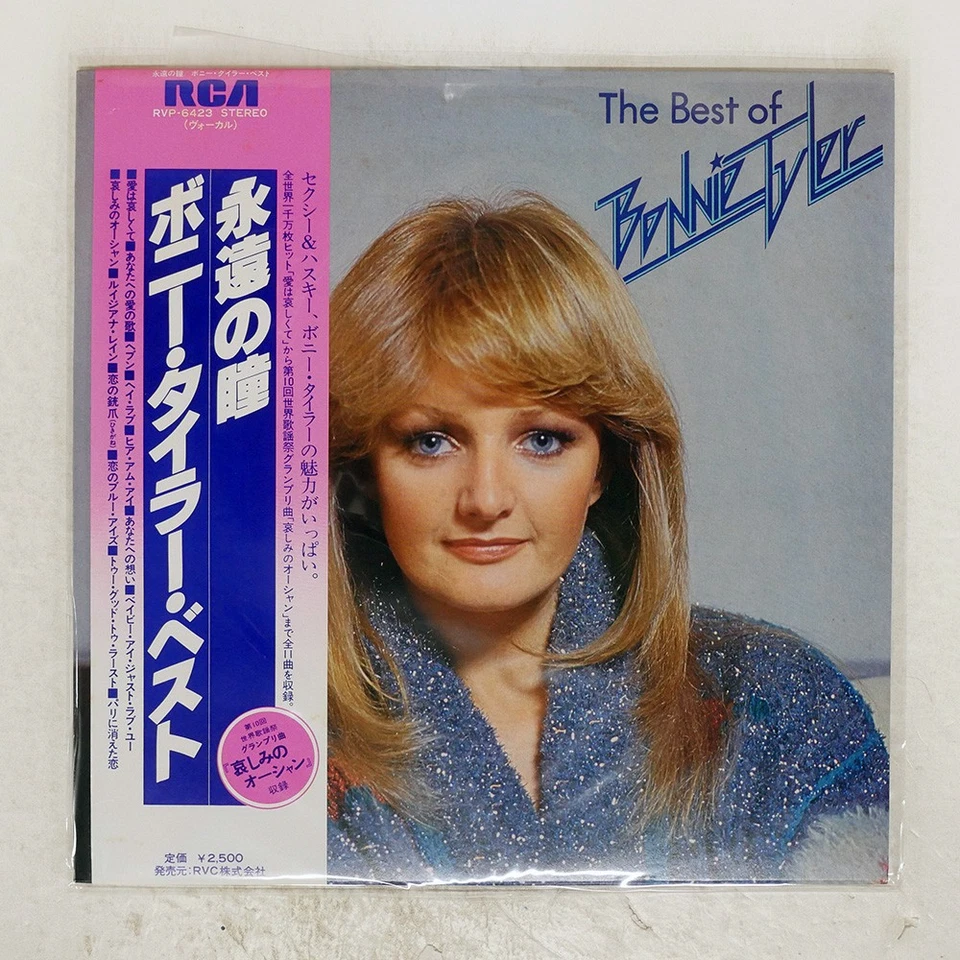 永遠の瞳　ボニー・タイラー・ベスト
RCA
RVP-6423 STEREO
(ヴォーカル)
The Best of
Bonnie Tyler
セクシー&ハスキー、ボニー・タイラーの魅力がいっぱい。
全世界一千万枚ヒット「愛は哀しくて」から第10回世界歌謡祭グランプリ曲「哀しみのオーシャン」まで全11曲を収録。
永遠の瞳
ボニー・タイラー・ベスト
■愛は哀しくて■あなたへの愛の歌■ヘブン■ヘイ・ラブ■ヒア・アム・アイ■あなたへの想い■ベイビー・アイ・ジャスト・ラブ・ユー
■哀しみのオーシャン■ルイジアナ・レイン■恋の銃爪(ひきがね)■恋のブルー・アイズ■トゥー・グッド・トゥ・ラースト■パリに消えた恋
第10回
世界歌謡祭
グランプリ曲
『哀しみの
オーシャン』
収録
定価 ¥2,500
発売元:RVC株式会社